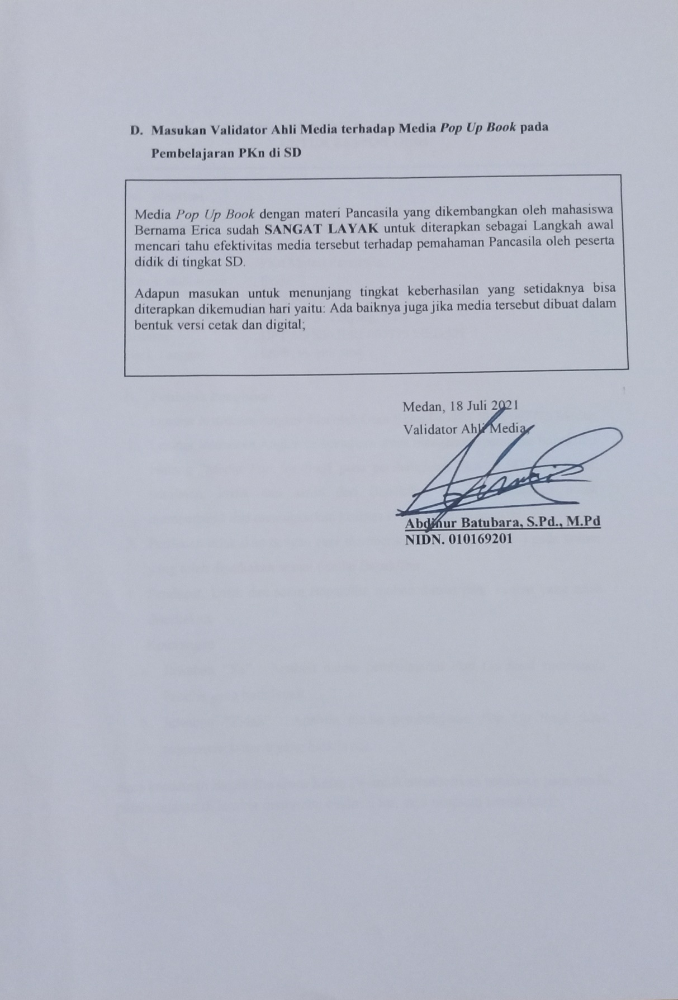 D. Masukan Validator Ahli Media terhadap Media Pop Up Book pada
Pembelajaran PKn di SD
Media Pop Up Book dengan materi Pancasila yang dikembangkan oleh mahasiswa
Bernama Erica sudah SANGAT LAYAK untuk diterapkan sebagai Langkah awal
mencari tahu efektivitas media tersebut terhadap pemahaman Pancasila oleh peserta
didik di tingkat SD.
Adapun masukan untuk menunjang tingkat keberhasilan yang setidaknya bisa
diterapkan dikemudian hari yaitu: Ada baiknya juga jika media tersebut dibuat dalam
bentuk versi cetak dan digital;
Medan, 18 Juli 2021
Validator Ahli Media,
Abdinur Batubara, S.Pd., M.Pd
NIDN. 010169201